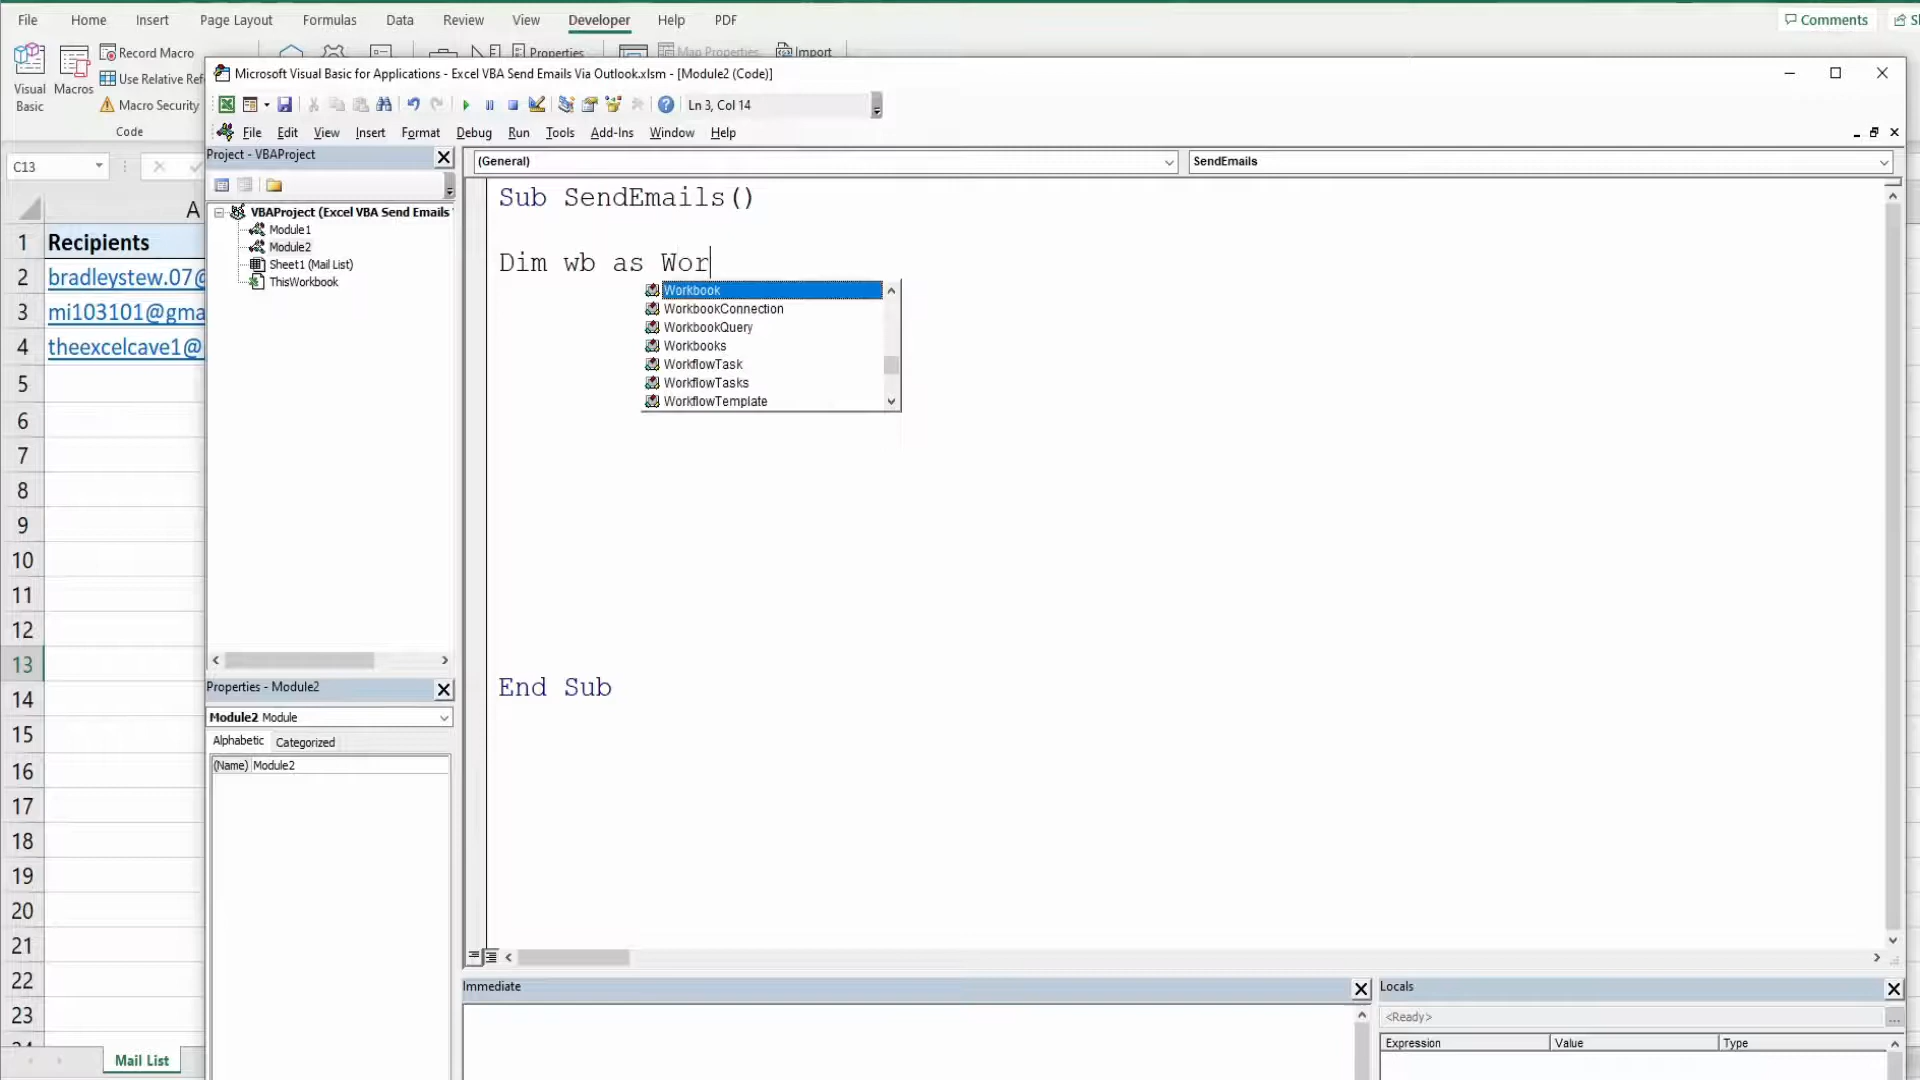 File Home Insert Page Layout Formulas Data Review View Developer Help PDF Comments
Record Macro Properties Map Properties Import
Use Relative Ref
Visual Basic Macros Macro Security
Code
Microsoft Visual Basic for Applications - Excel VBA Send Emails Via Outlook.xlsm - [Module2 (Code)]
Ln 3, Col 14
File Edit View Insert Format Debug Run Tools Add-Ins Window Help
C13
Project - VBAProject
(General) SendEmails
VBAProject (Excel VBA Send Emails
Module1
Module2
Sheet1 (Mail List)
ThisWorkbook
A
1 Recipients
2 bradleystew.07@
3 mi103101@gma
4 theexcelcave1@
5
6
7
8
9
10
11
12
13
14
15
16
17
18
19
20
21
22
23
24
Mail List
Sub SendEmails()
Dim wb as Wor
Workbook
WorkbookConnection
WorkbookQuery
Workbooks
WorkflowTask
WorkflowTasks
WorkflowTemplate
End Sub
Properties - Module2
Module2 Module
Alphabetic Categorized
(Name) Module2
Immediate
Locals
<Ready>
...
Expression Value Type